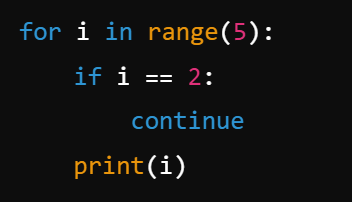 for i in range(5):
    if i == 2:
        continue
    print(i)